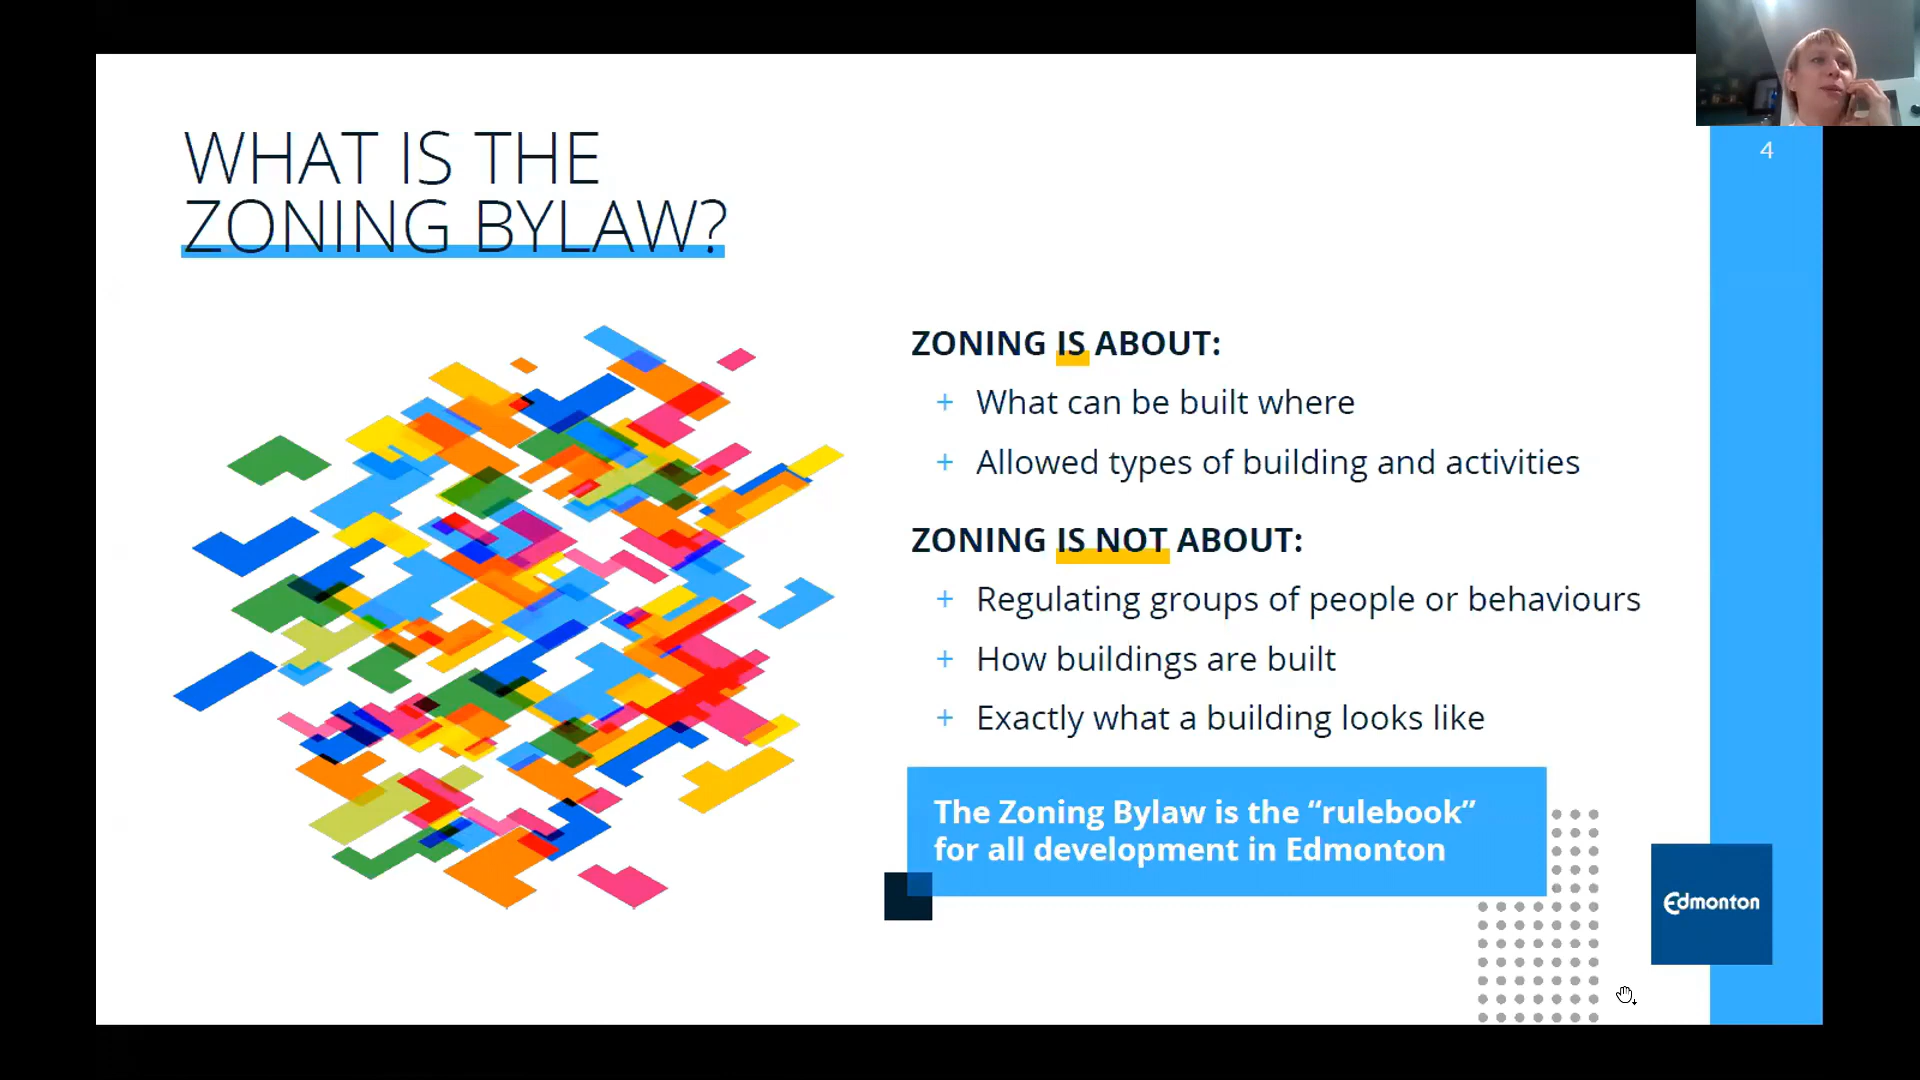 4
WHAT IS THE
ZONING BYLAW?
ZONING IS ABOUT:
+ What can be built where
+ Allowed types of building and activities
ZONING IS NOT ABOUT:
+ Regulating groups of people or behaviours
+ How buildings are built
+ Exactly what a building looks like
The Zoning Bylaw is the “rulebook”
for all development in Edmonton
Edmonton